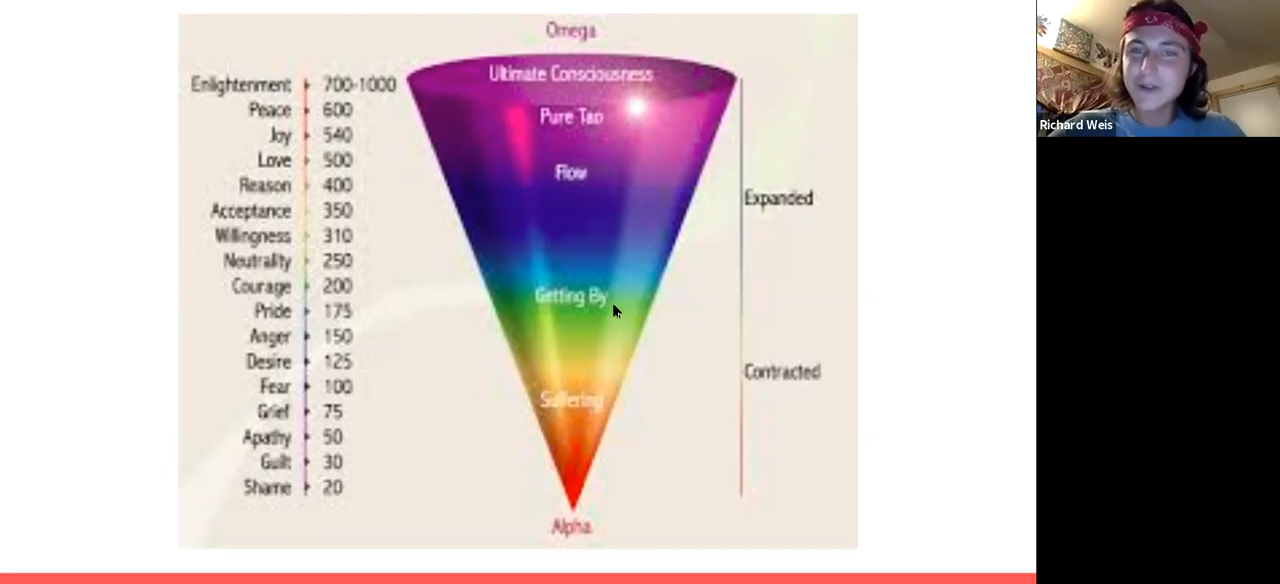 Omega
Ultimate Consciousness
Enlightenment 700-1000
Peace 600
Pure Tao
Joy 540
Love 500
Flow
Reason 400
Expanded
Acceptance 350
Willingness 310
Neutrality 250
Courage 200
Getting By
Pride 175
Anger 150
Desire 125
Contracted
Fear 100
Suffering
Grief 75
Apathy 50
Guilt 30
Shame 20
Alpha
Richard Weis